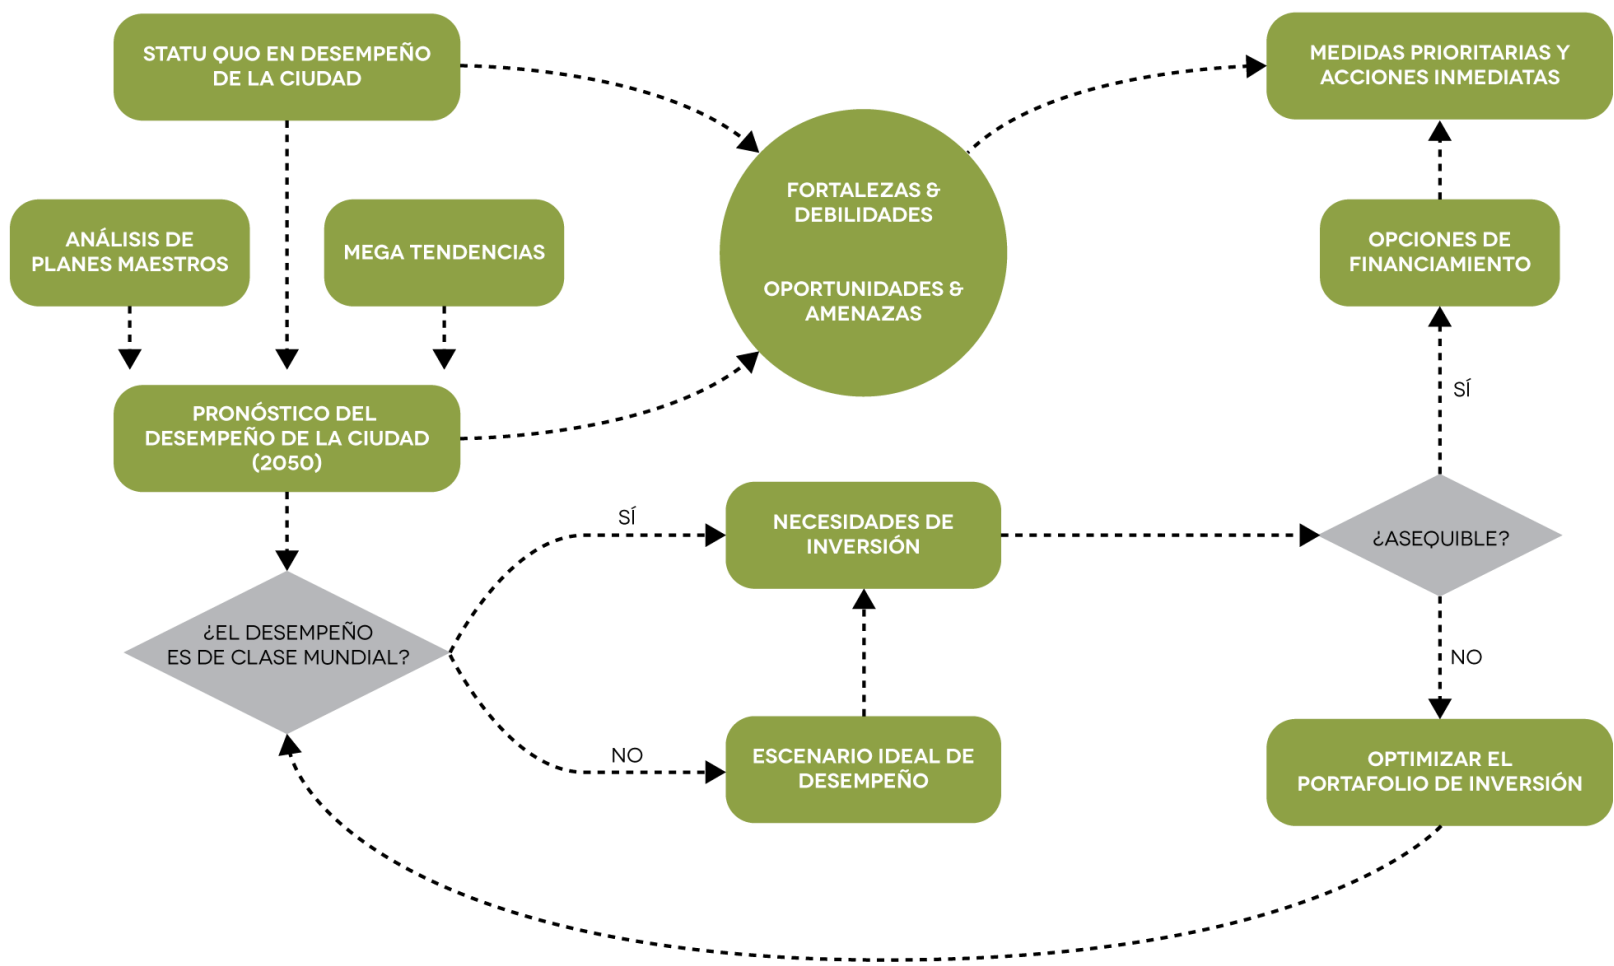 STATU QUO EN DESEMPEÑO
DE LA CIUDAD
MEDIDAS PRIORITARIAS Y
ACCIONES INMEDIATAS
FORTALEZAS &
DEBILIDADES
OPORTUNIDADES &
AMENAZAS
ANÁLISIS DE
PLANES MAESTROS
MEGA TENDENCIAS
OPCIONES DE
FINANCIAMIENTO
SÍ
PRONÓSTICO DEL
DESEMPEÑO DE LA CIUDAD
(2050)
SÍ
NECESIDADES DE
INVERSIÓN
¿ASEQUIBLE?
¿EL DESEMPEÑO
ES DE CLASE MUNDIAL?
NO
NO
ESCENARIO IDEAL DE
DESEMPEÑO
OPTIMIZAR EL
PORTAFOLIO DE INVERSIÓN